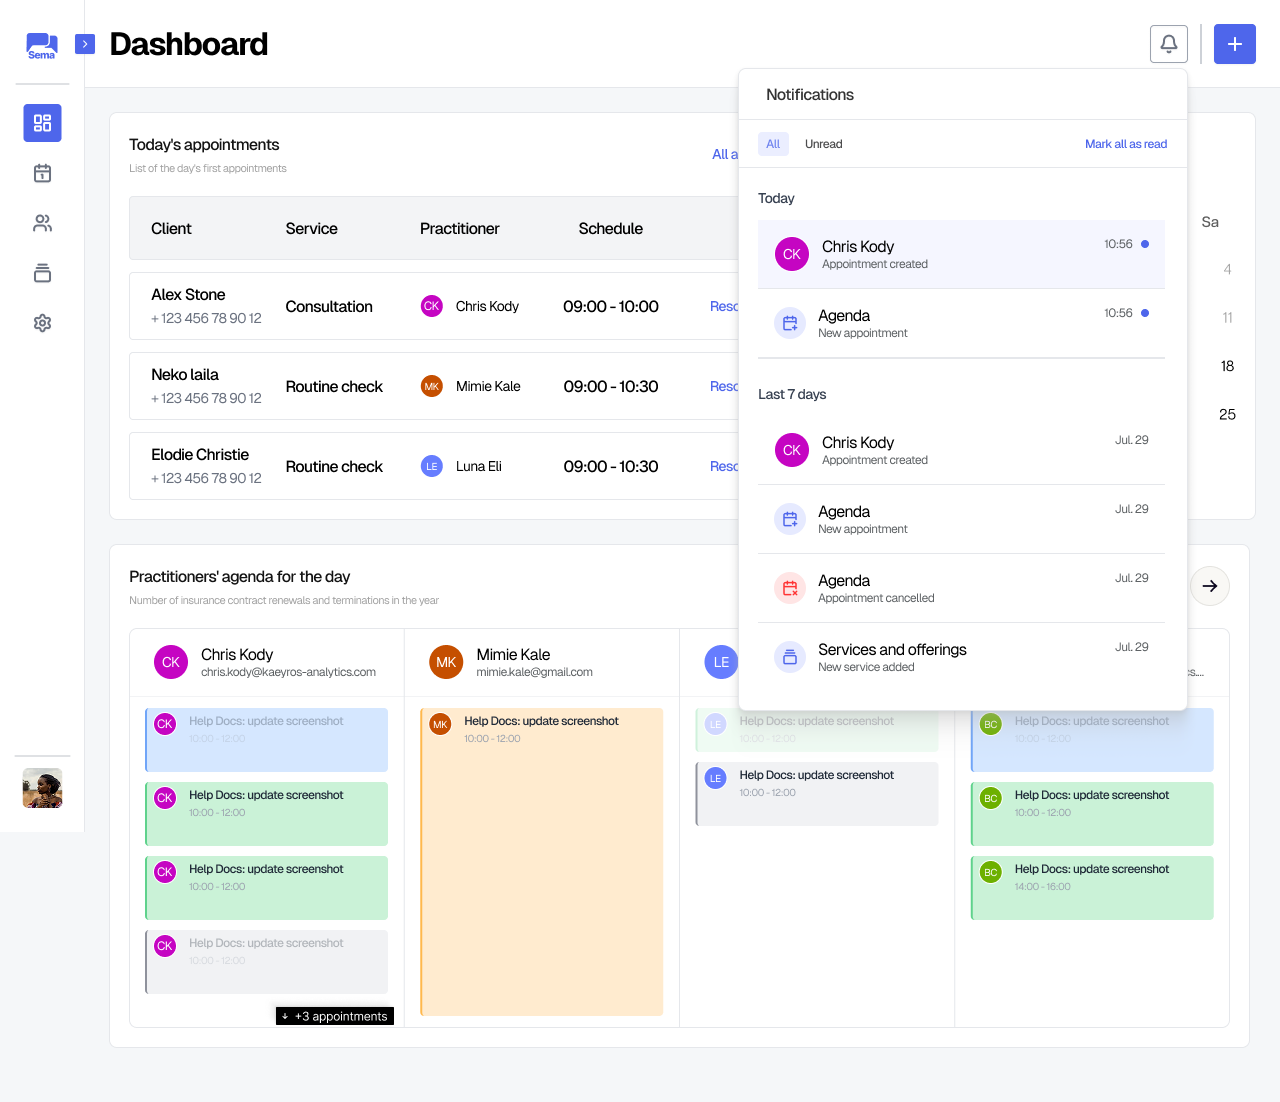 Sema
Dashboard
Notifications
All
Unread
Mark all as read
Today
CK
Chris Kody
Appointment created
10:56
Agenda
New appointment
10:56
Last 7 days
CK
Chris Kody
Appointment created
Jul. 29
Agenda
New appointment
Jul. 29
Agenda
Appointment cancelled
Jul. 29
Services and offerings
New service added
Jul. 29
Today's appointments
List of the day's first appointments
All a
Client
Service
Practitioner
Schedule
Alex Stone
+ 123 456 78 90 12
Consultation
CK
Chris Kody
09:00 - 10:00
Resc
Neko laila
+ 123 456 78 90 12
Routine check
MK
Mimie Kale
09:00 - 10:30
Resc
Elodie Christie
+ 123 456 78 90 12
Routine check
LE
Luna Eli
09:00 - 10:30
Resc
Sa
4
11
18
25
Practitioners' agenda for the day
Number of insurance contract renewals and terminations in the year
CK
Chris Kody
chris.kody@kaeyros-analytics.com
CK
Help Docs: update screenshot
10:00 - 12:00
CK
Help Docs: update screenshot
10:00 - 12:00
CK
Help Docs: update screenshot
10:00 - 12:00
CK
Help Docs: update screenshot
10:00 - 12:00
+3 appointments
MK
Mimie Kale
mimie.kale@gmail.com
MK
Help Docs: update screenshot
10:00 - 12:00
LE
LE
Help Docs: update screenshot
10:00 - 12:00
LE
Help Docs: update screenshot
10:00 - 12:00
cs....
BC
Help Docs: update screenshot
10:00 - 12:00
BC
Help Docs: update screenshot
10:00 - 12:00
BC
Help Docs: update screenshot
14:00 - 16:00